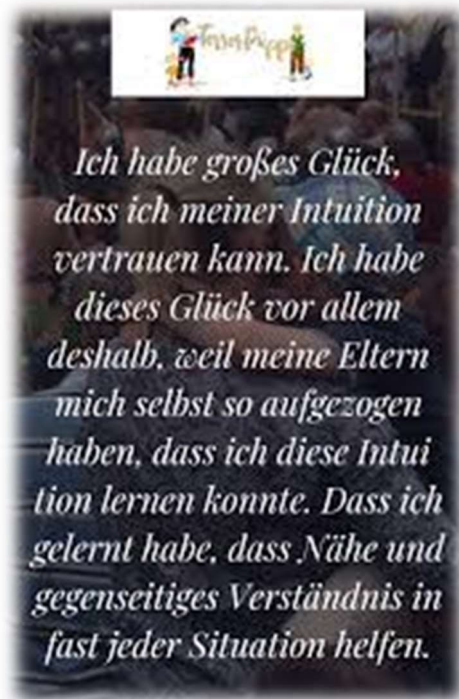 Ich habe großes Glück,
dass ich meiner Intuition
vertrauen kann. Ich habe
dieses Glück vor allem
deshalb, weil meine Eltern
mich selbst so aufgezogen
haben, dass ich diese Intui
tion lernen konnte. Dass ich
gelernt habe, dass Nähe und
gegenseitiges Verständnis in
fast jeder Situation helfen.